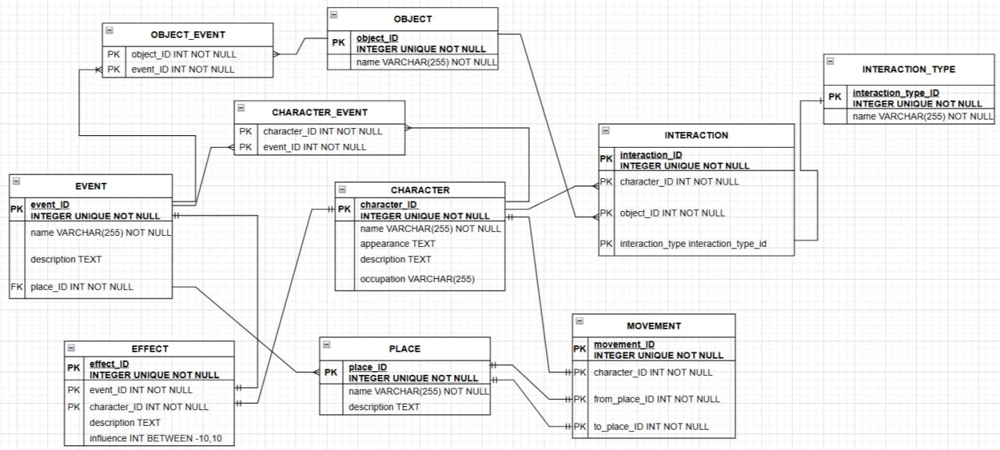 OBJECT
PK object_ID
INTEGER UNIQUE NOT NULL
name VARCHAR(255) NOT NULL
OBJECT_EVENT
PK object_ID INT NOT NULL
PK event_ID INT NOT NULL
INTERACTION_TYPE
PK interaction_type_ID
INTEGER UNIQUE NOT NULL
name VARCHAR(255) NOT NULL
CHARACTER_EVENT
PK character_ID INT NOT NULL
PK event_ID INT NOT NULL
INTERACTION
PK interaction_ID
INTEGER UNIQUE NOT NULL
PK character_ID INT NOT NULL
PK object_ID INT NOT NULL
PK interaction_type interaction_type_id
EVENT
PK event_ID
INTEGER UNIQUE NOT NULL
name VARCHAR(255) NOT NULL
description TEXT
FK place_ID INT NOT NULL
CHARACTER
PK character_ID
INTEGER UNIQUE NOT NULL
name VARCHAR(255) NOT NULL
appearance TEXT
description TEXT
occupation VARCHAR(255)
EFFECT
PK effect_ID
INTEGER UNIQUE NOT NULL
PK event_ID INT NOT NULL
PK character_ID INT NOT NULL
description TEXT
influence INT BETWEEN -10,10
PLACE
PK place_ID
INTEGER UNIQUE NOT NULL
name VARCHAR(255) NOT NULL
description TEXT
MOVEMENT
PK movement_ID
INTEGER UNIQUE NOT NULL
PK character_ID INT NOT NULL
PK from_place_ID INT NOT NULL
PK to_place_ID INT NOT NULL